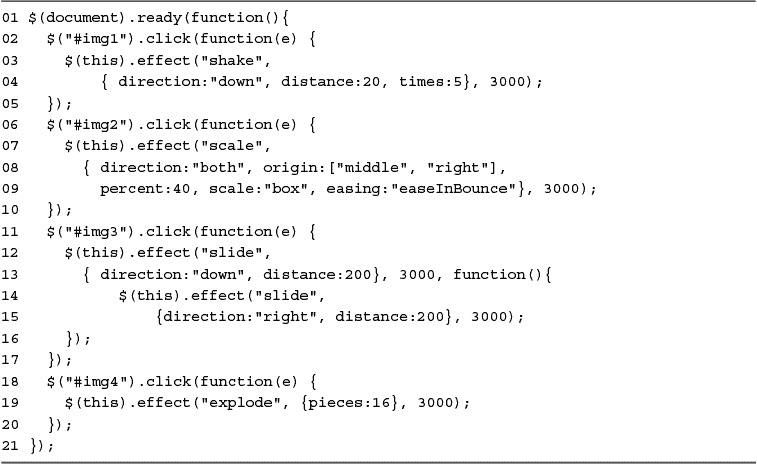 01 $(document).ready(function(){
02   $("#img1").click(function(e) {
03     $(this).effect("shake",
04         { direction:"down", distance:20, times:5}, 3000);
05   });
06   $("#img2").click(function(e) {
07     $(this).effect("scale",
08       { direction:"both", origin:["middle", "right"],
09         percent:40, scale:"box", easing:"easeInBounce"}, 3000);
10   });
11   $("#img3").click(function(e) {
12     $(this).effect("slide",
13       { direction:"down", distance:200}, 3000, function(){
14           $(this).effect("slide",
15               {direction:"right", distance:200}, 3000);
16     });
17   });
18   $("#img4").click(function(e) {
19     $(this).effect("explode", {pieces:16}, 3000);
20   });
21 });